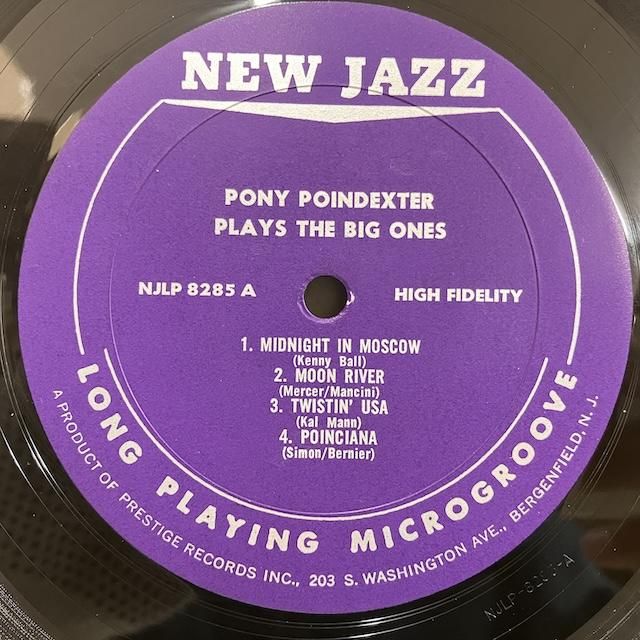 NEW JAZZ
PONY POINDEXTER
PLAYS THE BIG ONES
NJLP 8285 A
HIGH FIDELITY
1. MIDNIGHT IN MOSCOW
(Kenny Ball)
2. MOON RIVER
(Mercer/Mancini)
3. TWISTIN' USA
(Kal Mann)
4. POINCIANA
(Simon/Bernier)
LONG PLAYING MICROGROOVE
A PRODUCT OF PRESTIGE RECORDS INC., 203 S. WASHINGTON AVE., BERGENFIELD, N. J.